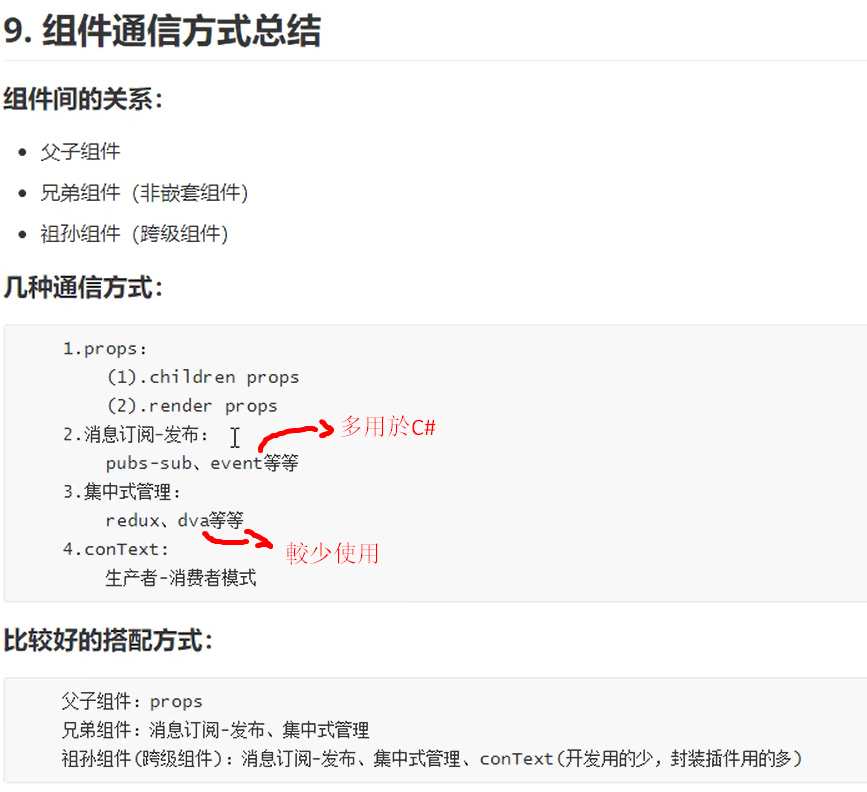 9. 组件通信方式总结
组件间的关系：
父子组件
兄弟组件（非嵌套组件）
祖孙组件（跨级组件）
几种通信方式：
1.props：
(1).children props
(2).render props
2.消息订阅-发布：
多用於C#
pubs-sub、event等等
3.集中式管理：
redux、dva等等
4.conText:
較少使用
生产者-消费者模式
比较好的搭配方式：
父子组件：props
兄弟组件：消息订阅-发布、集中式管理
祖孙组件(跨级组件)：消息订阅-发布、集中式管理、conText(开发用的少，封装插件用的多)